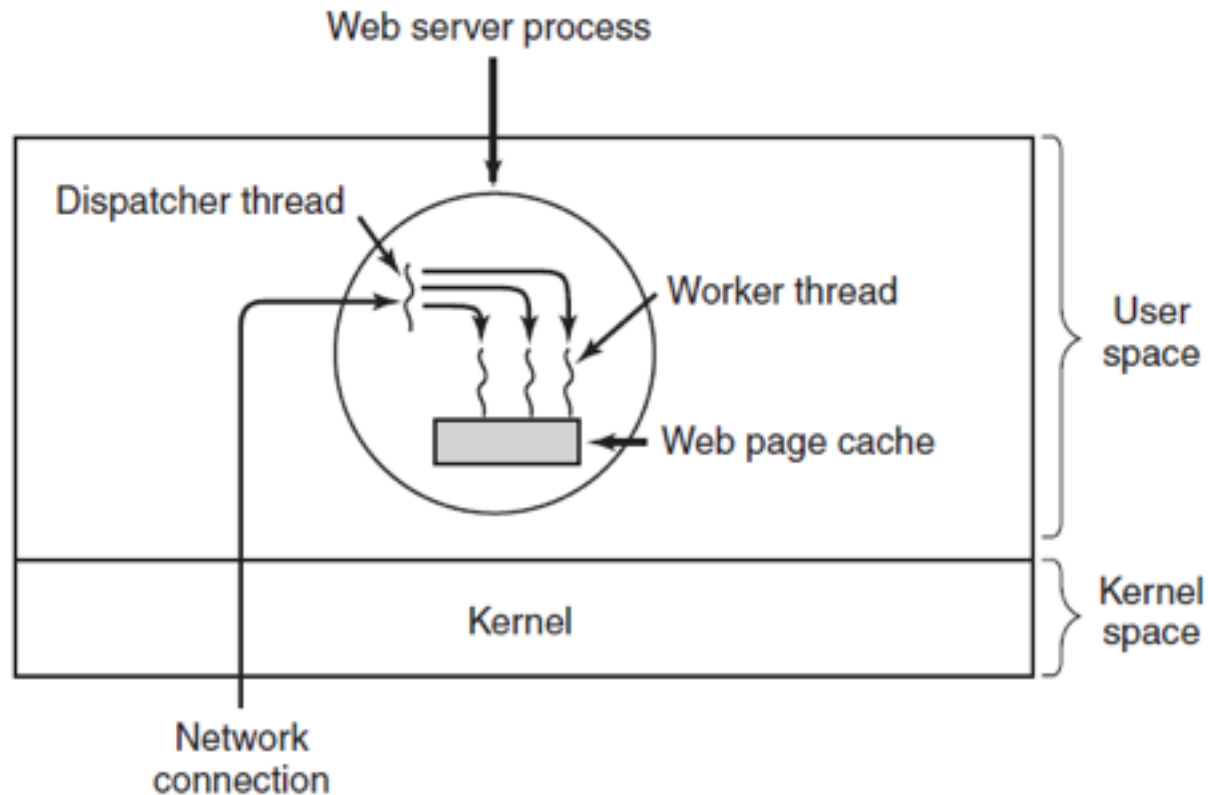 Web server process
Dispatcher thread
Worker thread
User
space
Web page cache
Kernel
Kernel
space
Network
connection